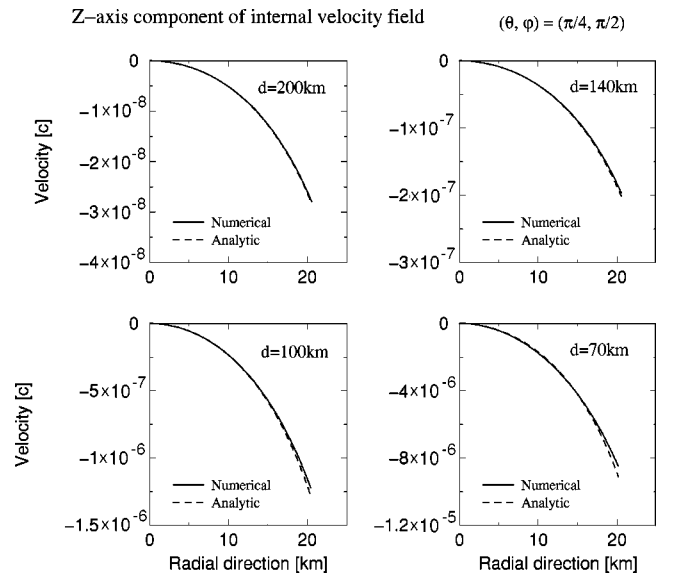 Z-axis component of internal velocity field
(θ, φ) = (π/4, π/2)
Velocity [c]
0
−1×10⁻⁸
−2×10⁻⁸
−3×10⁻⁸
−4×10⁻⁸
d=200km
Numerical
Analytic
0 10 20
0
−1×10⁻⁷
−2×10⁻⁷
−3×10⁻⁷
d=140km
Numerical
Analytic
0 10 20
Velocity [c]
0
−5×10⁻⁷
−1×10⁻⁶
−1.5×10⁻⁶
d=100km
Numerical
Analytic
0 10 20
Radial direction [km]
0
−4×10⁻⁶
−8×10⁻⁶
−1.2×10⁻⁵
d=70km
Numerical
Analytic
0 10 20
Radial direction [km]